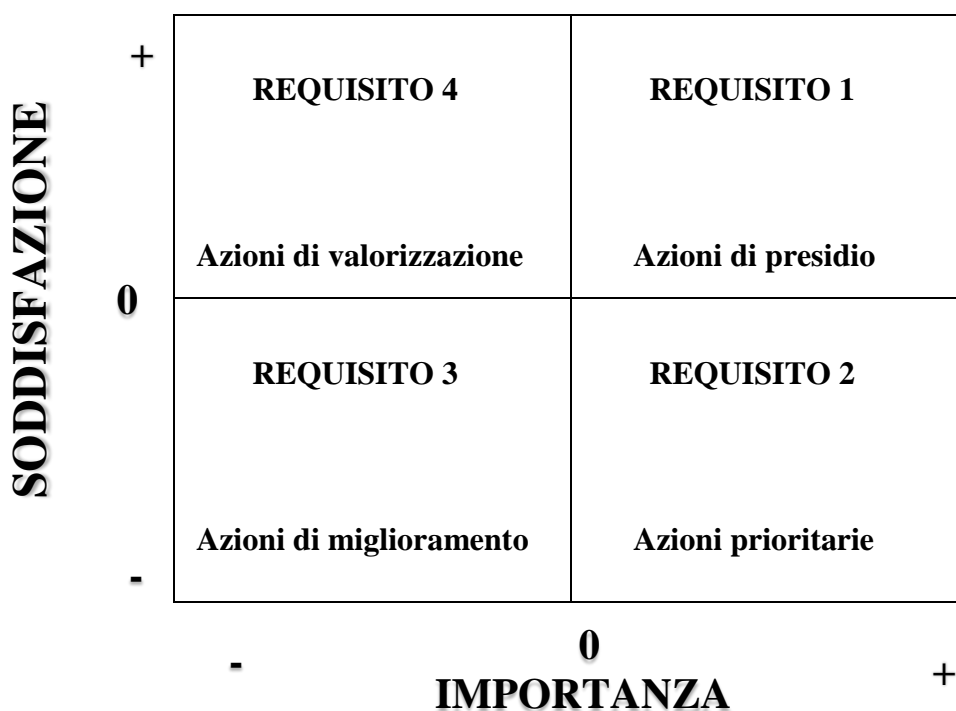 +
REQUISITO 4
REQUISITO 1
SODDISFAZIONE
Azioni di valorizzazione
Azioni di presidio
0
REQUISITO 3
REQUISITO 2
Azioni di miglioramento
Azioni prioritarie
-
0
-
+
IMPORTANZA